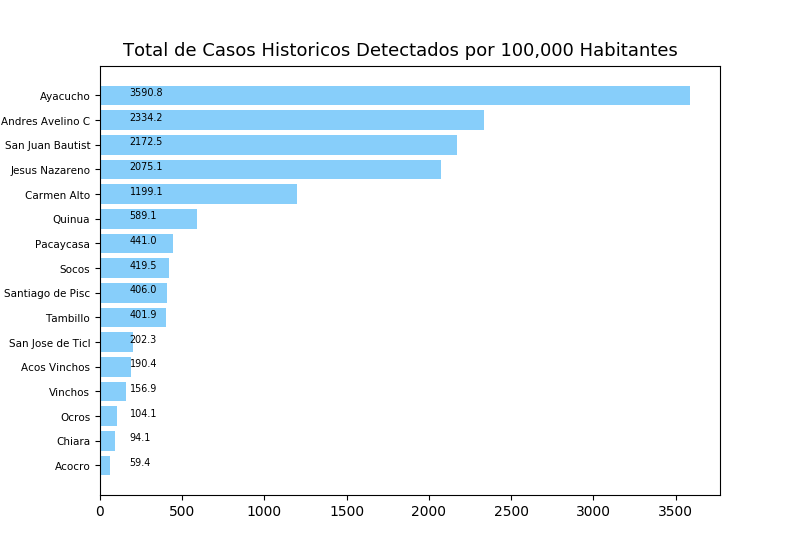 Total de Casos Historicos Detectados por 100,000 Habitantes
Ayacucho 3590.8
Andres Avelino C 2334.2
San Juan Bautist 2172.5
Jesus Nazareno 2075.1
Carmen Alto 1199.1
Quinua 589.1
Pacaycasa 441.0
Socos 419.5
Santiago de Pisc 406.0
Tambillo 401.9
San Jose de Ticl 202.3
Acos Vinchos 190.4
Vinchos 156.9
Ocros 104.1
Chiara 94.1
Acocro 59.4
0 500 1000 1500 2000 2500 3000 3500